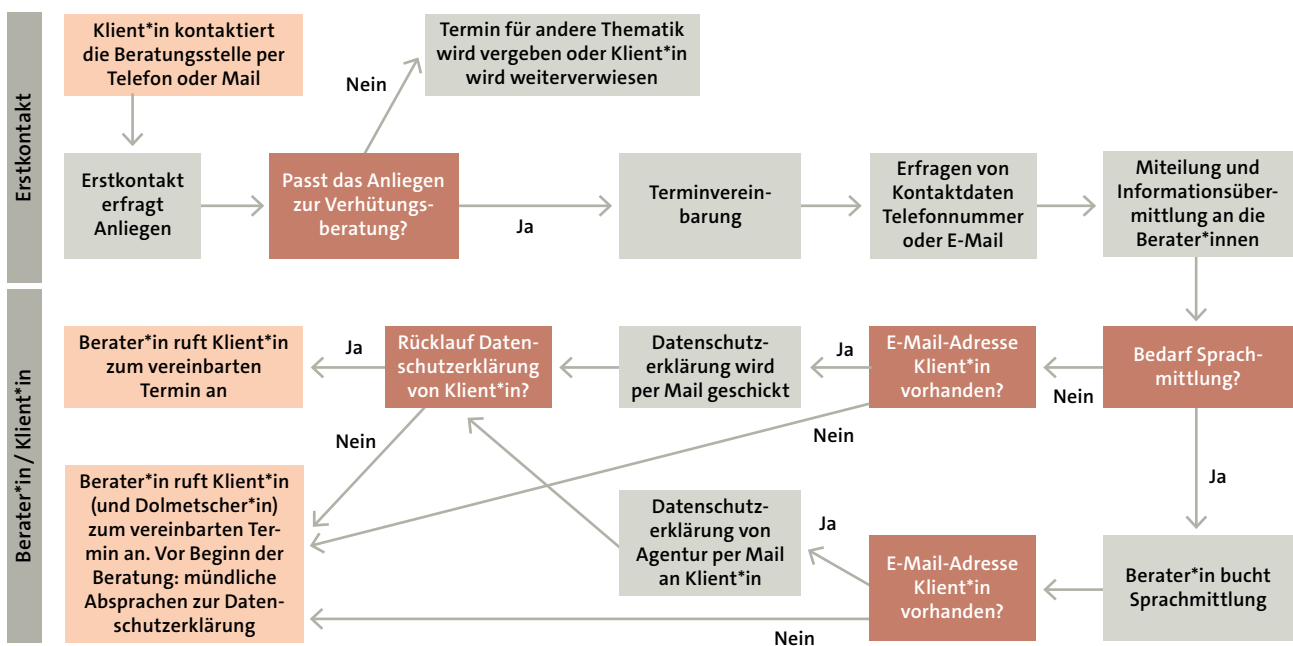 Erstkontakt
Klient*in kontaktiert
die Beratungsstelle per
Telefon oder Mail
Nein
Termin für andere Thematik
wird vergeben oder Klient*in
wird weiterverwiesen
Erstkontakt
erfragt
Anliegen
Passt das Anliegen
zur Verhütungs-
beratung?
Ja
Terminverein-
barung
Erfragen von
Kontaktdaten
Telefonnummer
oder E-Mail
Miteilung und
Informationsüber-
mittlung an die
Berater*innen
Berater*in / Klient*in
Berater*in ruft Klient*in
zum vereinbarten
Termin an
Ja
Rücklauf Daten-
schutzerklärung
von Klient*in?
Datenschutz-
erklärung wird
per Mail geschickt
Ja
E-Mail-Adresse
Klient*in
vorhanden?
Nein
Bedarf Sprach-
mittlung?
Nein
Nein
Ja
Berater*in ruft Klient*in
(und Dolmetscher*in)
zum vereinbarten Ter-
min an. Vor Beginn der
Beratung: mündliche
Absprachen zur Daten-
schutzerklärung
Datenschutz-
erklärung von
Agentur per Mail
an Klient*in
Ja
E-Mail-Adresse
Klient*in
vorhanden?
Berater*in bucht
Sprachmittlung
Nein